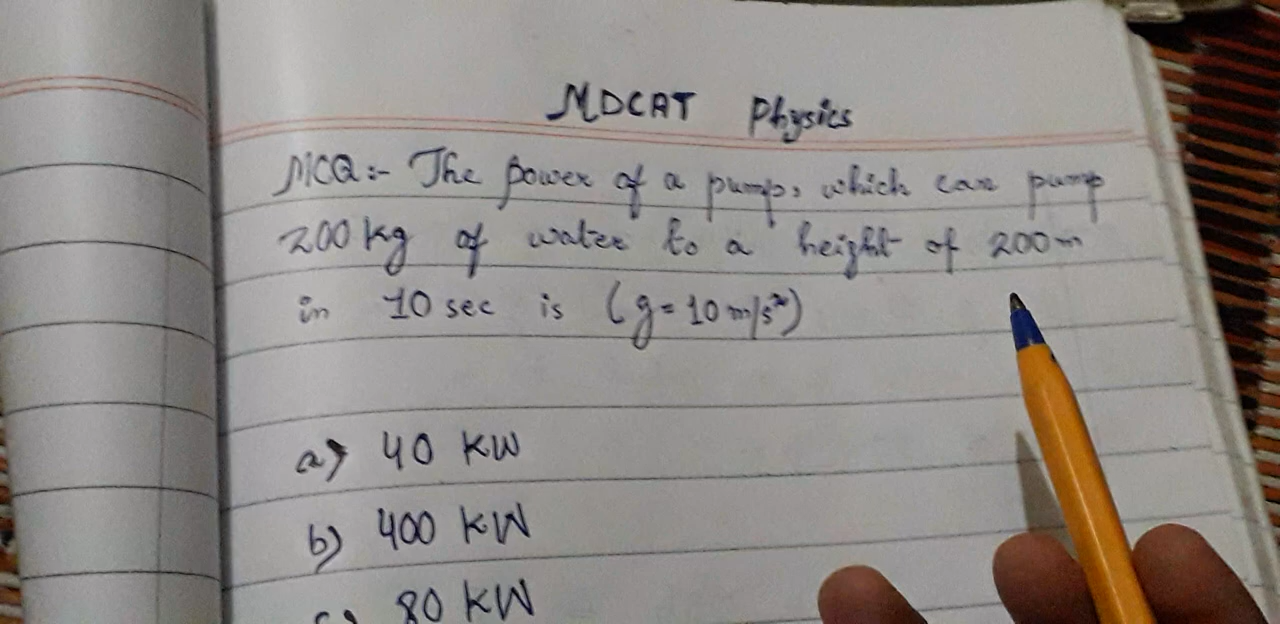 MDCAT Physics
MCQ:- The power of a pump, which can pump
200 kg of water to a height of 200 m
in 10 sec is (g = 10 m/s²)
a) 40 KW
b) 400 KW
c) 80 KW